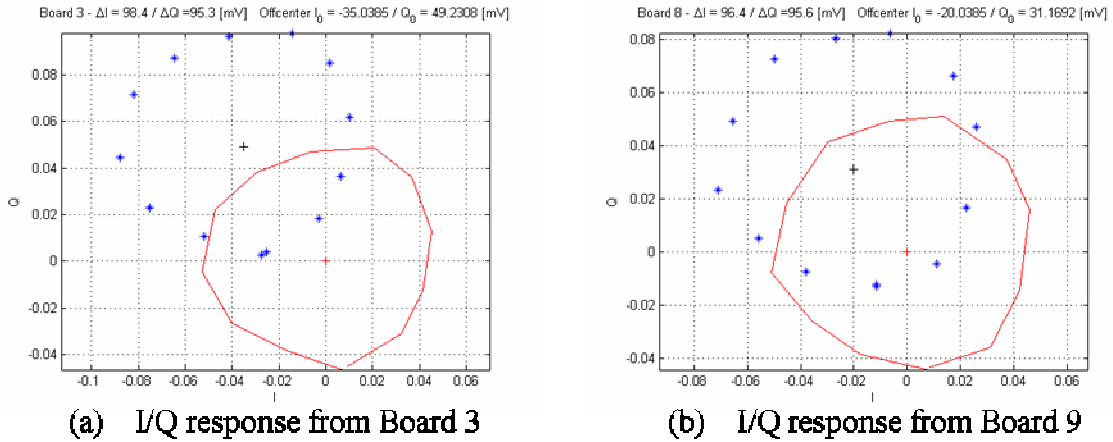 Board 3 - ΔI = 98.4 / ΔQ =95.3 [mV] Offcenter I₀ = -35.0385 / Q₀ = 49.2308 [mV]
0.08
0.06
0.04
0.02
0
-0.02
-0.04
Q
-0.1 -0.08 -0.06 -0.04 -0.02 0 0.02 0.04 0.06
I
(a) I/Q response from Board 3
Board 8 - ΔI = 96.4 / ΔQ =95.6 [mV] Offcenter I₀ = -20.0385 / Q₀ = 31.1692 [mV]
0.08
0.06
0.04
0.02
0
-0.02
-0.04
Q
-0.08 -0.06 -0.04 -0.02 0 0.02 0.04 0.06
I
(b) I/Q response from Board 9